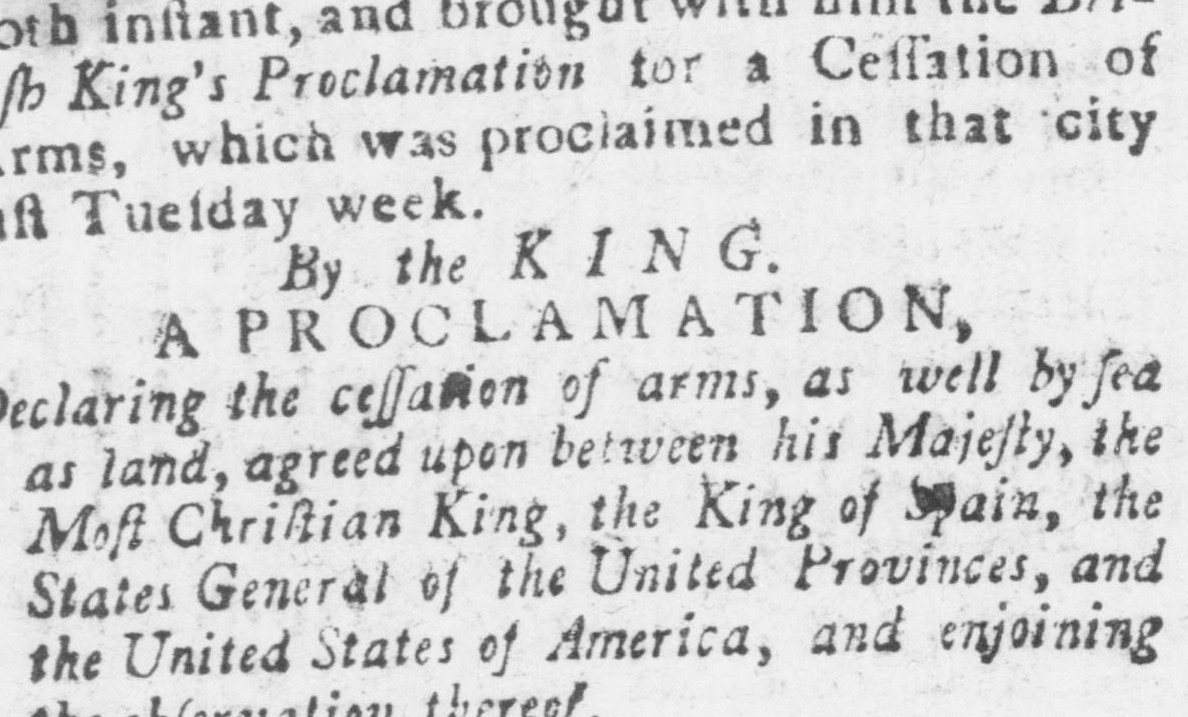 inſtant, and brought with him the Bri-
ſh King's Proclamation for a Ceſſation of
rms, which was proclaimed in that city
aſt Tueſday week.
By the KING.
A PROCLAMATION,
Declaring the ceſſation of arms, as well by ſea
as land, agreed upon between his Majeſty, the
Moſt Chriſtian King, the King of Spain, the
States General of the United Provinces, and
the United States of America, and enjoining
the obſervation thereof.